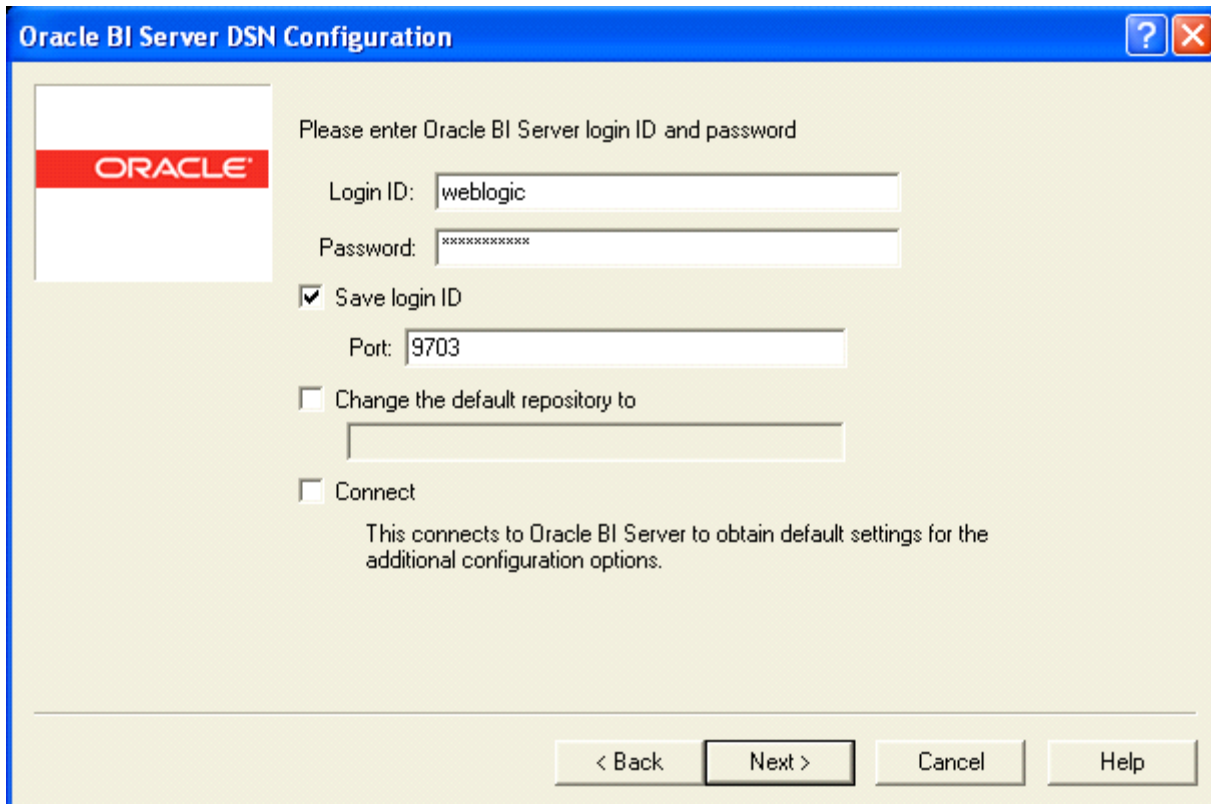 Oracle BI Server DSN Configuration
ORACLE
Please enter Oracle BI Server login ID and password
Login ID: weblogic
Password: ***********
Save login ID
Port: 9703
Change the default repository to
Connect
This connects to Oracle BI Server to obtain default settings for the
additional configuration options.
< Back Next > Cancel Help